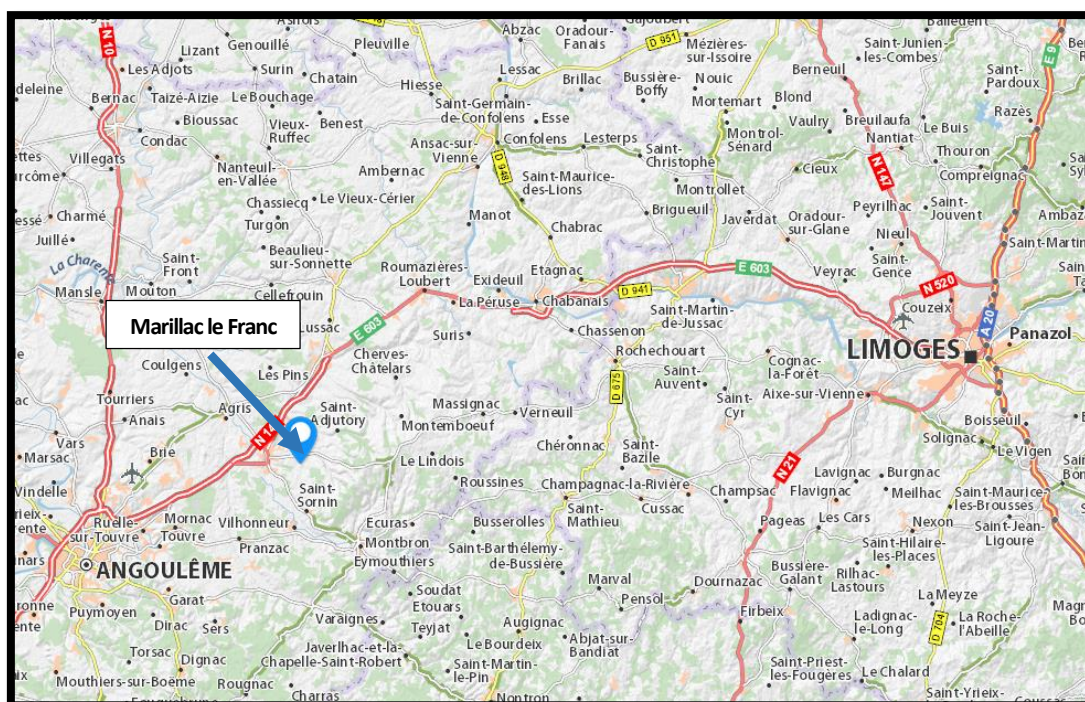 N 10
Lizant
Genouillé
Pleuville
Abzac
Oradour-
Fanais
D 951
Mézières-
sur-Issoire
Saint-Junien-
les-Combes
Les Adjots
Surin
Chatain
Hiesse
Lessac
Brillac
Bussière-
Boffy
Nouic
Berneuil
Saint-
Pardoux
E 9
Bernac
Taizé-Aizie
Le Bouchage
Saint-Germain-
de-Confolens
Esse
Mortemart
Blond
Breuilaufa
Razès
Bioussac
Vieux-
Ruffec
Benest
Confolens
Lesterps
Montrol-
Sénard
Vaulry
Nantiat
Le Buis
Condac
Ansac-sur-
Vienne
Saint-
Christophe
Thouron
Villegats
Nanteuil-
en-Vallée
Ambernac
D 948
Saint-Maurice-
des-Lions
Cieux
N 147
Compreignac
Chassiecq
Le Vieux-Cérier
Montrollet
Charmé
Turgon
Manot
Brigueuil
Javerdat
Oradour-
sur-Glane
Peyrilhac
Saint-
Jouvent
Juillé
Beaulieu-
sur-Sonnette
Chabrac
Nieul
La Charente
Saint-
Front
Roumazières-
Loubert
Exideuil
Etagnac
E 603
Veyrac
Saint-
Gence
Saint-Martin
Mansle
Mouton
Cellefrouin
La Péruse
Chabanais
D 941
N 520
Couzeix
Marillac le Franc
Lussac
E 603
Suris
Chassenon
Saint-Martin-
de-Jussac
A 20
Panazol
LIMOGES
Coulgens
Les Pins
Cherves-
Châtelars
Rochechouart
Cognac-
la-Forêt
Tourriers
Saint-
Auvent
Aixe-sur-Vienne
Anais
Agris
Saint-
Adjutory
Massignac
Verneuil
D 675
Saint-
Cyr
Boisseuil
Vars
Montemboeuf
Solignac
Marsac
Brie
Chéronnac
Saint-
Bazile
N 21
Le Vigen
Le Lindois
Lavignac
Burgnac
Vindelle
Saint-
Sornin
Roussines
Champagnac-la-Rivière
Champsac
Flavignac
Meilhac
Saint-Maurice-
les-Brousses
Ruelle-
sur-Touvre
Mornac
Vilhonneur
Ecuras
Busserolles
Saint-
Mathieu
Cussac
Les Cars
Nexon
Touvre
Pageas
Saint-Jean-
Ligoure
Pranzac
Montbron
Saint-Barthélemy-
de-Bussière
Saint-Hilaire-
les-Places
ANGOULÊME
Eymouthiers
Marval
Dournazac
Bussière-
Galant
Rilhac-
Lastours
Garat
Soudat
Pensol
La Meyze
Puymoyen
Etouars
Firbeix
La Roche-
l'Abeille
Dirac
Sers
Varaignes
Teyjat
Augignac
Ladignac-
le-Long
D 704
Torsac
Javerlhac-et-la-
Chapelle-Saint-Robert
Le Bourdeix
Abjat-sur-
Bandiat
Dignac
Saint-Martin-
le-Pin
Saint-Priest-
les-Fougères
Le Chalard
Mouthiers-sur-Boëme
Rougnac
Charras
Nontron
Saint-Yrieix-